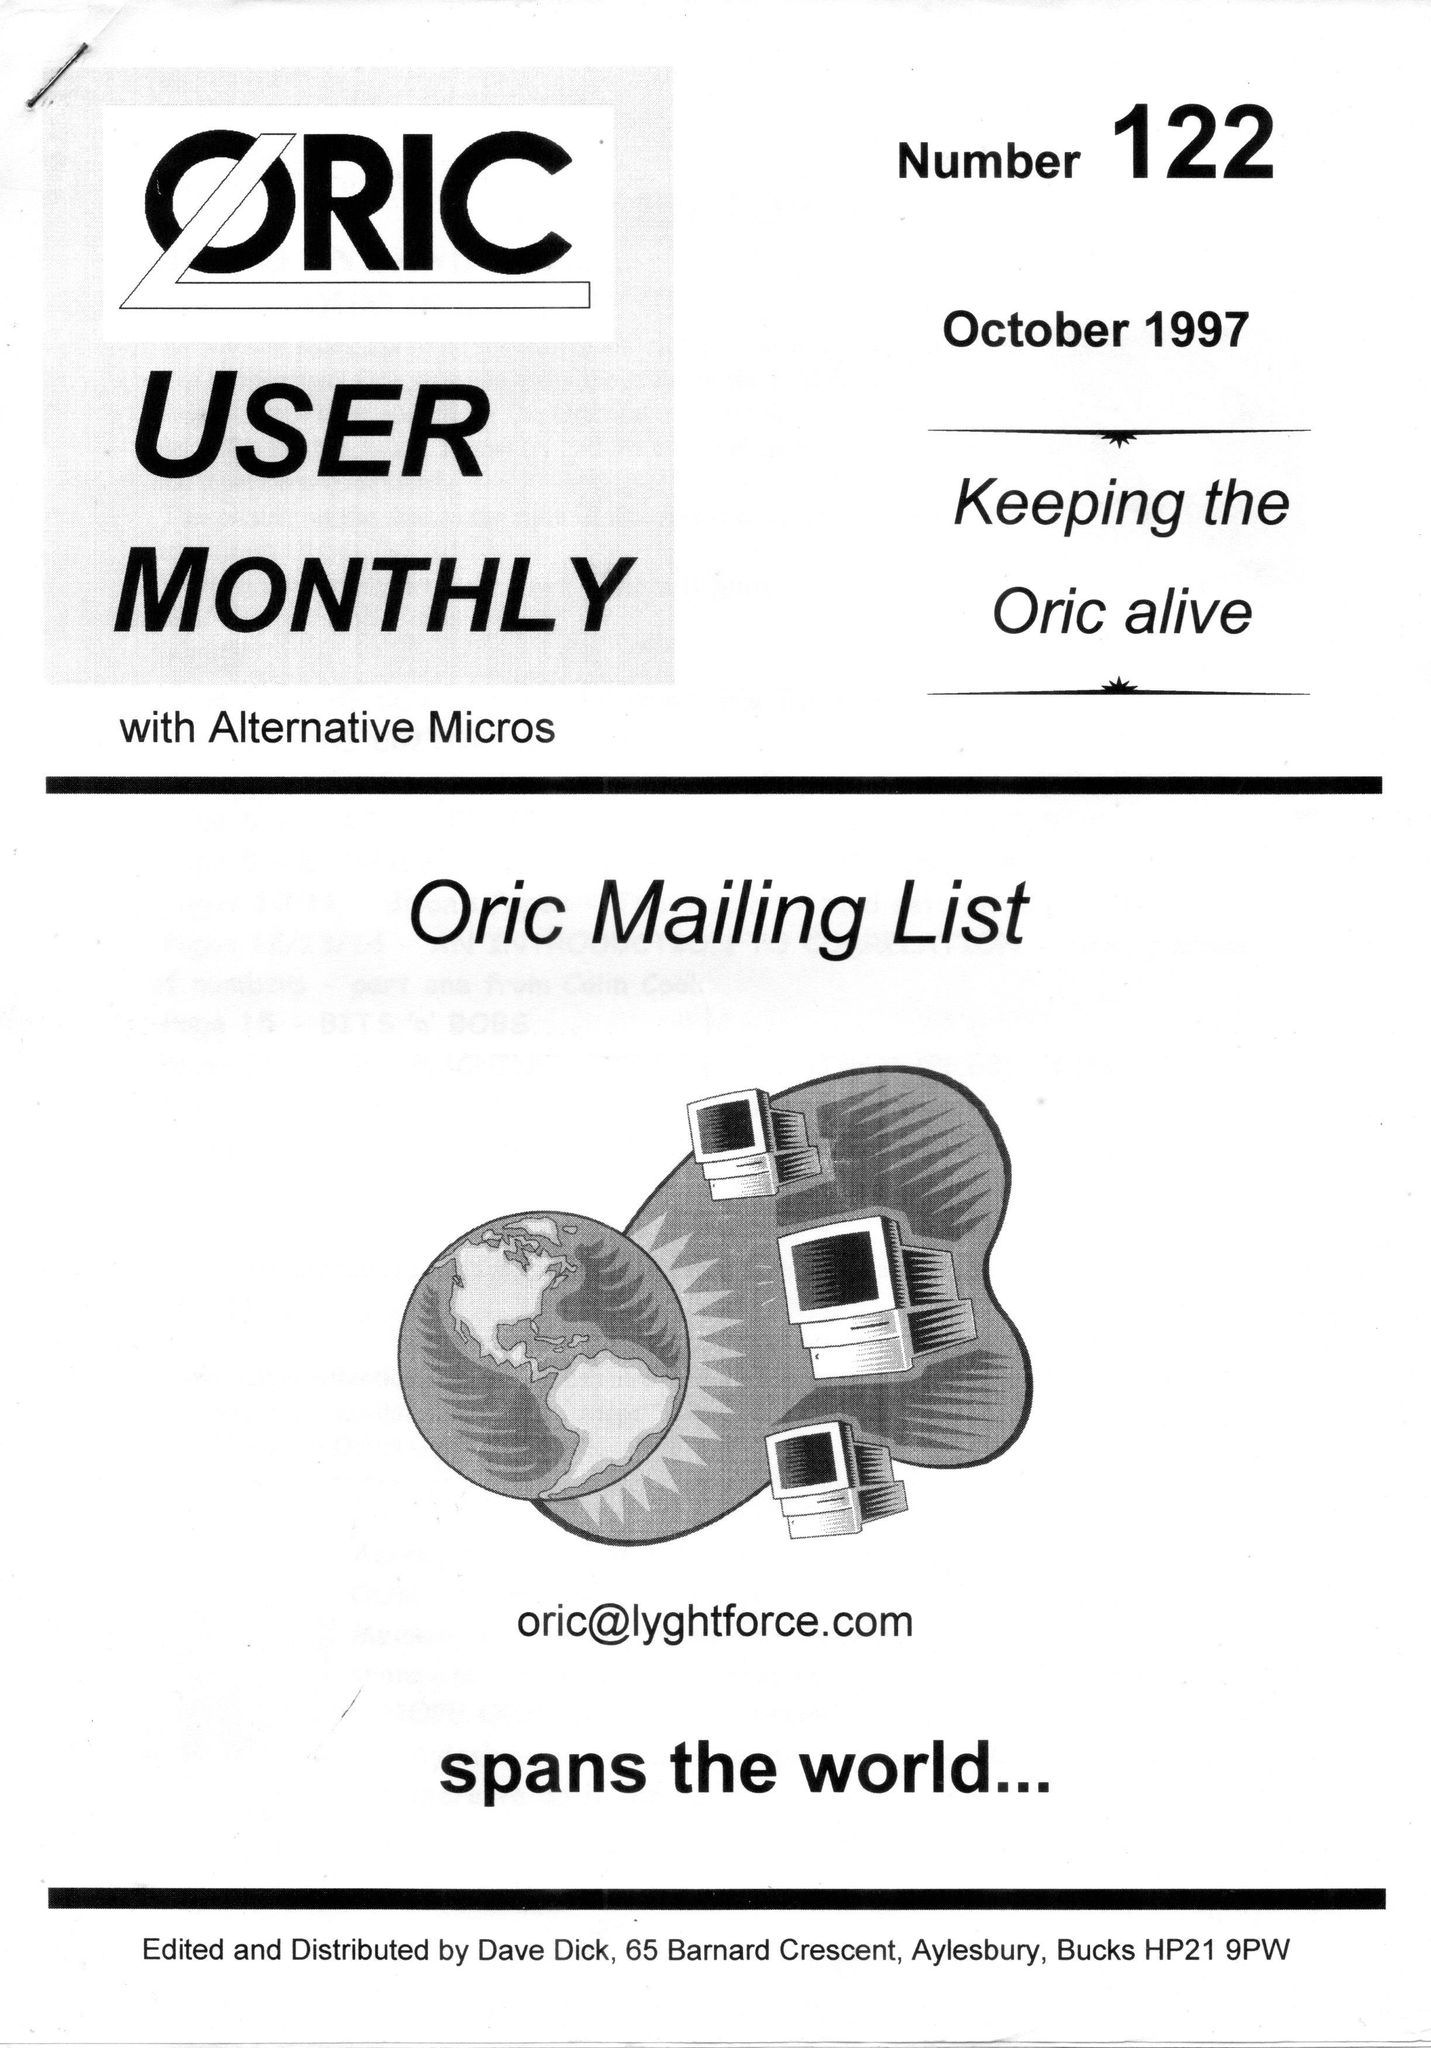 ORIC
USER
MONTHLY
with Alternative Micros
Number 122
October 1997
Keeping the
Oric alive
Oric Mailing List
oric@lyghtforce.com
spans the world...
Edited and Distributed by Dave Dick, 65 Barnard Crescent, Aylesbury, Bucks HP21 9PW